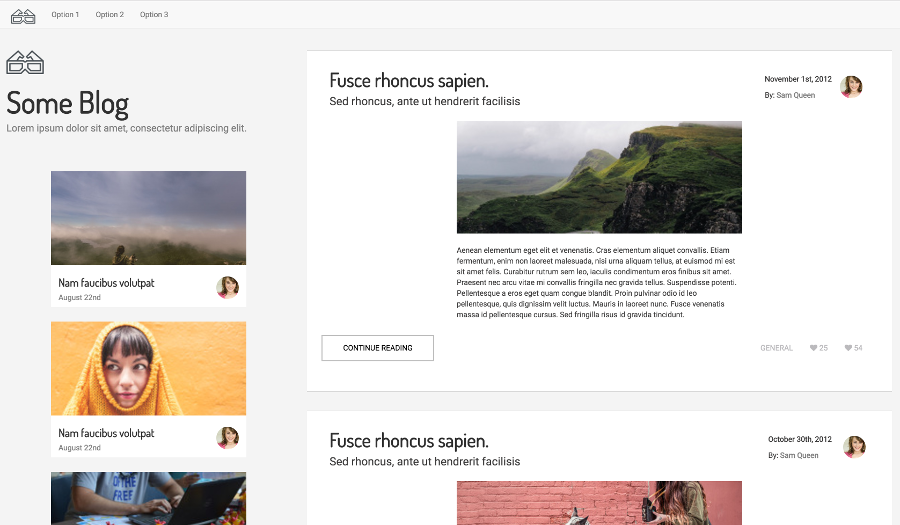 Option 1 Option 2 Option 3
Some Blog
Lorem ipsum dolor sit amet, consectetur adipiscing elit.
Nam faucibus volutpat
August 22nd
Nam faucibus volutpat
August 22nd
OF THE
FREE
Fusce rhoncus sapien.
Sed rhoncus, ante ut hendrerit facilisis
November 1st, 2012
By: Sam Queen
Aenean elementum eget elit et venenatis. Cras elementum aliquet convallis. Etiam
fermentum, enim non laoreet malesuada, nisi urna aliquam tellus, at euismod mi est
sit amet felis. Curabitur rutrum sem leo, iaculis condimentum eros finibus sit amet.
Praesent nec arcu vitae mi convallis fringilla nec gravida tellus. Suspendisse potenti.
Pellentesque a eros eget quam congue blandit. Proin pulvinar odio id leo
pellentesque, quis dignissim velit luctus. Mauris in laoreet nunc. Fusce venenatis
massa id pellentesque cursus. Sed fringilla risus id gravida tincidunt.
CONTINUE READING
GENERAL 25 54
Fusce rhoncus sapien.
Sed rhoncus, ante ut hendrerit facilisis
October 30th, 2012
By: Sam Queen